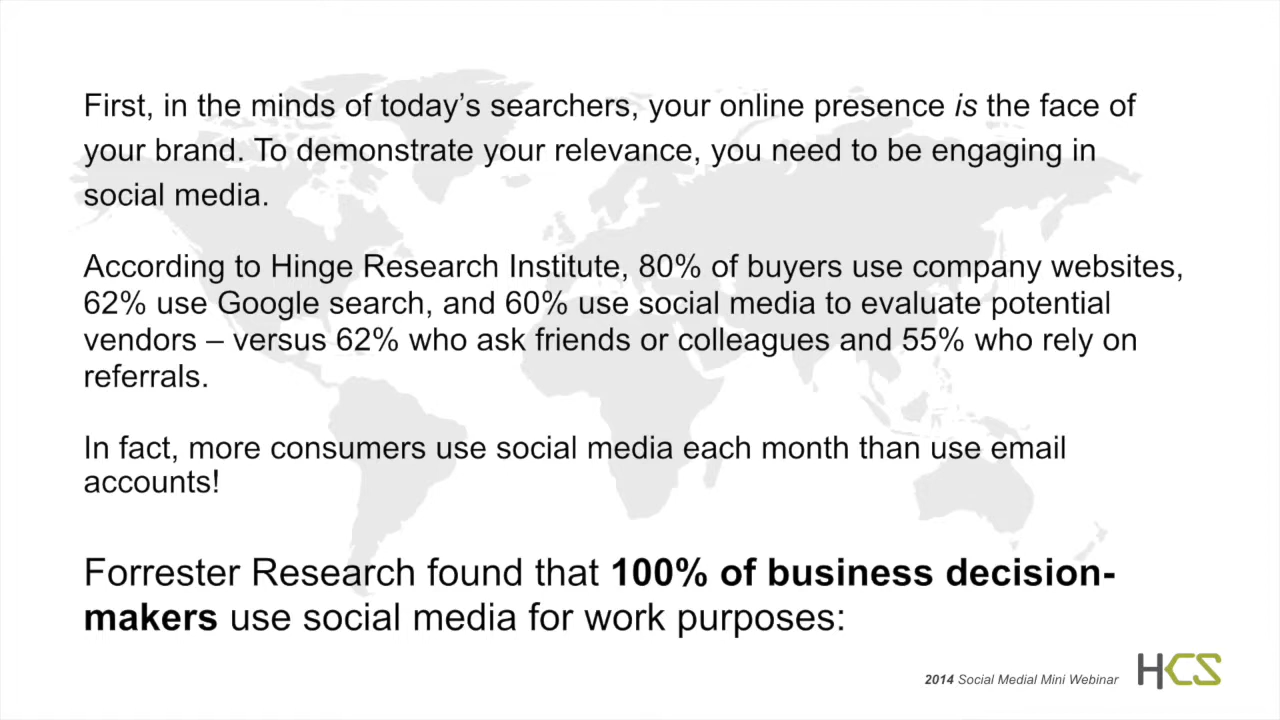 First, in the minds of today’s searchers, your online presence is the face of
your brand. To demonstrate your relevance, you need to be engaging in
social media.
According to Hinge Research Institute, 80% of buyers use company websites,
62% use Google search, and 60% use social media to evaluate potential
vendors – versus 62% who ask friends or colleagues and 55% who rely on
referrals.
In fact, more consumers use social media each month than use email
accounts!
Forrester Research found that 100% of business decision-
makers use social media for work purposes:
2014 Social Medial Mini Webinar
HCS